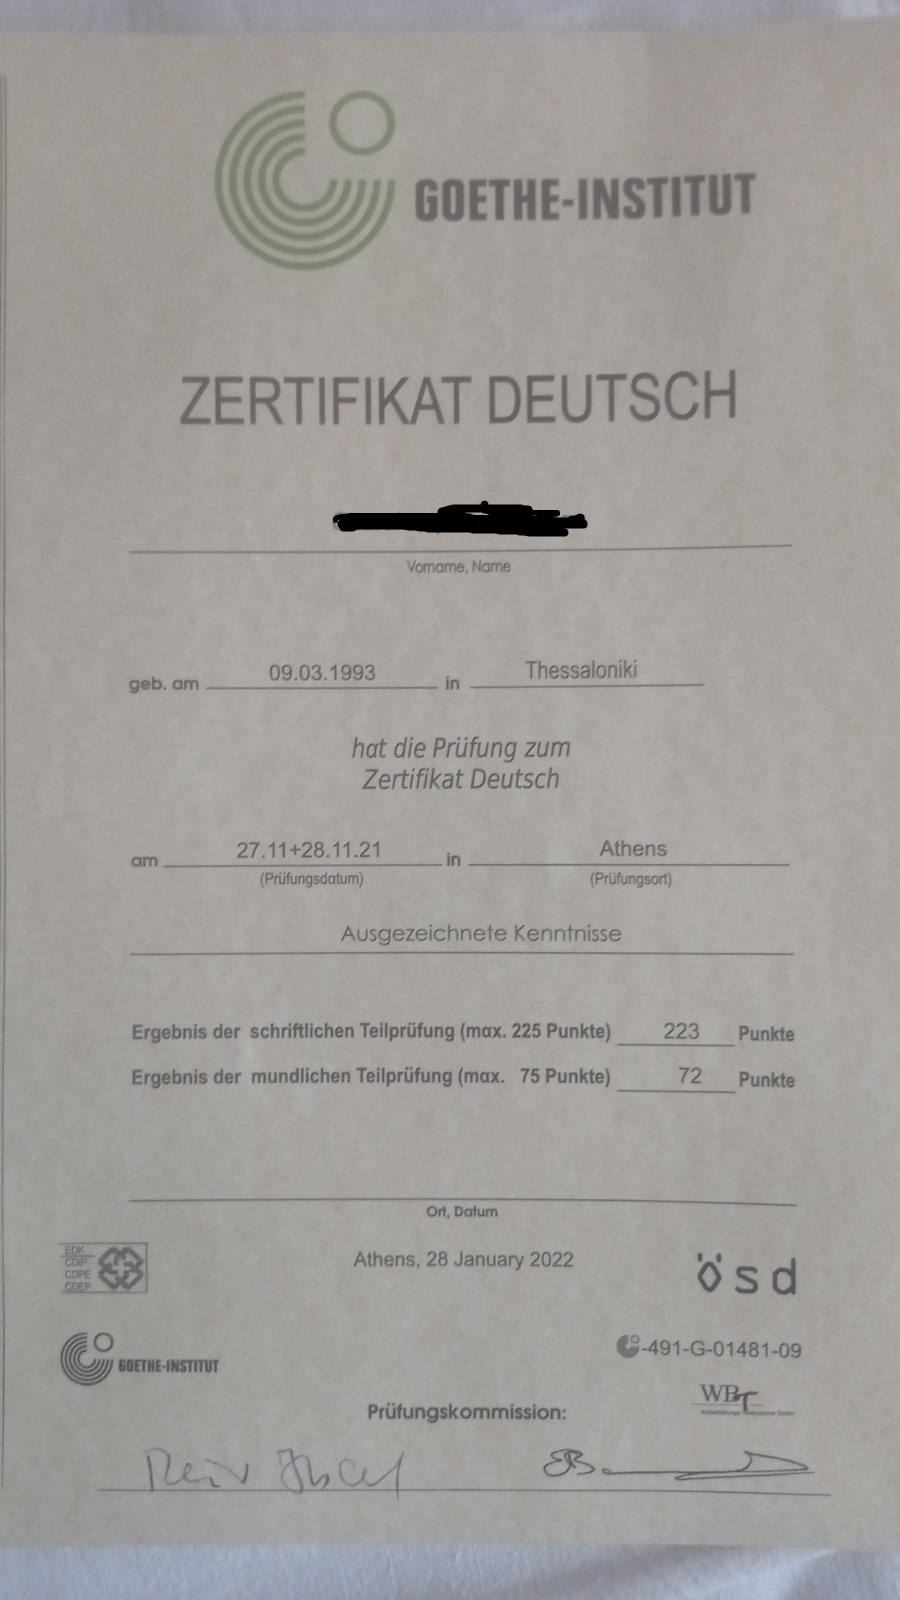 GOETHE-INSTITUT
ZERTIFIKAT DEUTSCH
Vorname, Name
geb. am 09.03.1993 in Thessaloniki
hat die Prüfung zum
Zertifikat Deutsch
am 27.11+28.11.21 in Athens
(Prüfungsdatum) (Prüfungsort)
Ausgezeichnete Kenntnisse
Ergebnis der schriftlichen Teilprüfung (max. 225 Punkte) 223 Punkte
Ergebnis der mundlichen Teilprüfung (max. 75 Punkte) 72 Punkte
Ort, Datum
Athens, 28 January 2022
EDK
CDIP
CDPE
CDEP
ösd
GOETHE-INSTITUT
-491-G-01481-09
WBT
Prüfungskommission: